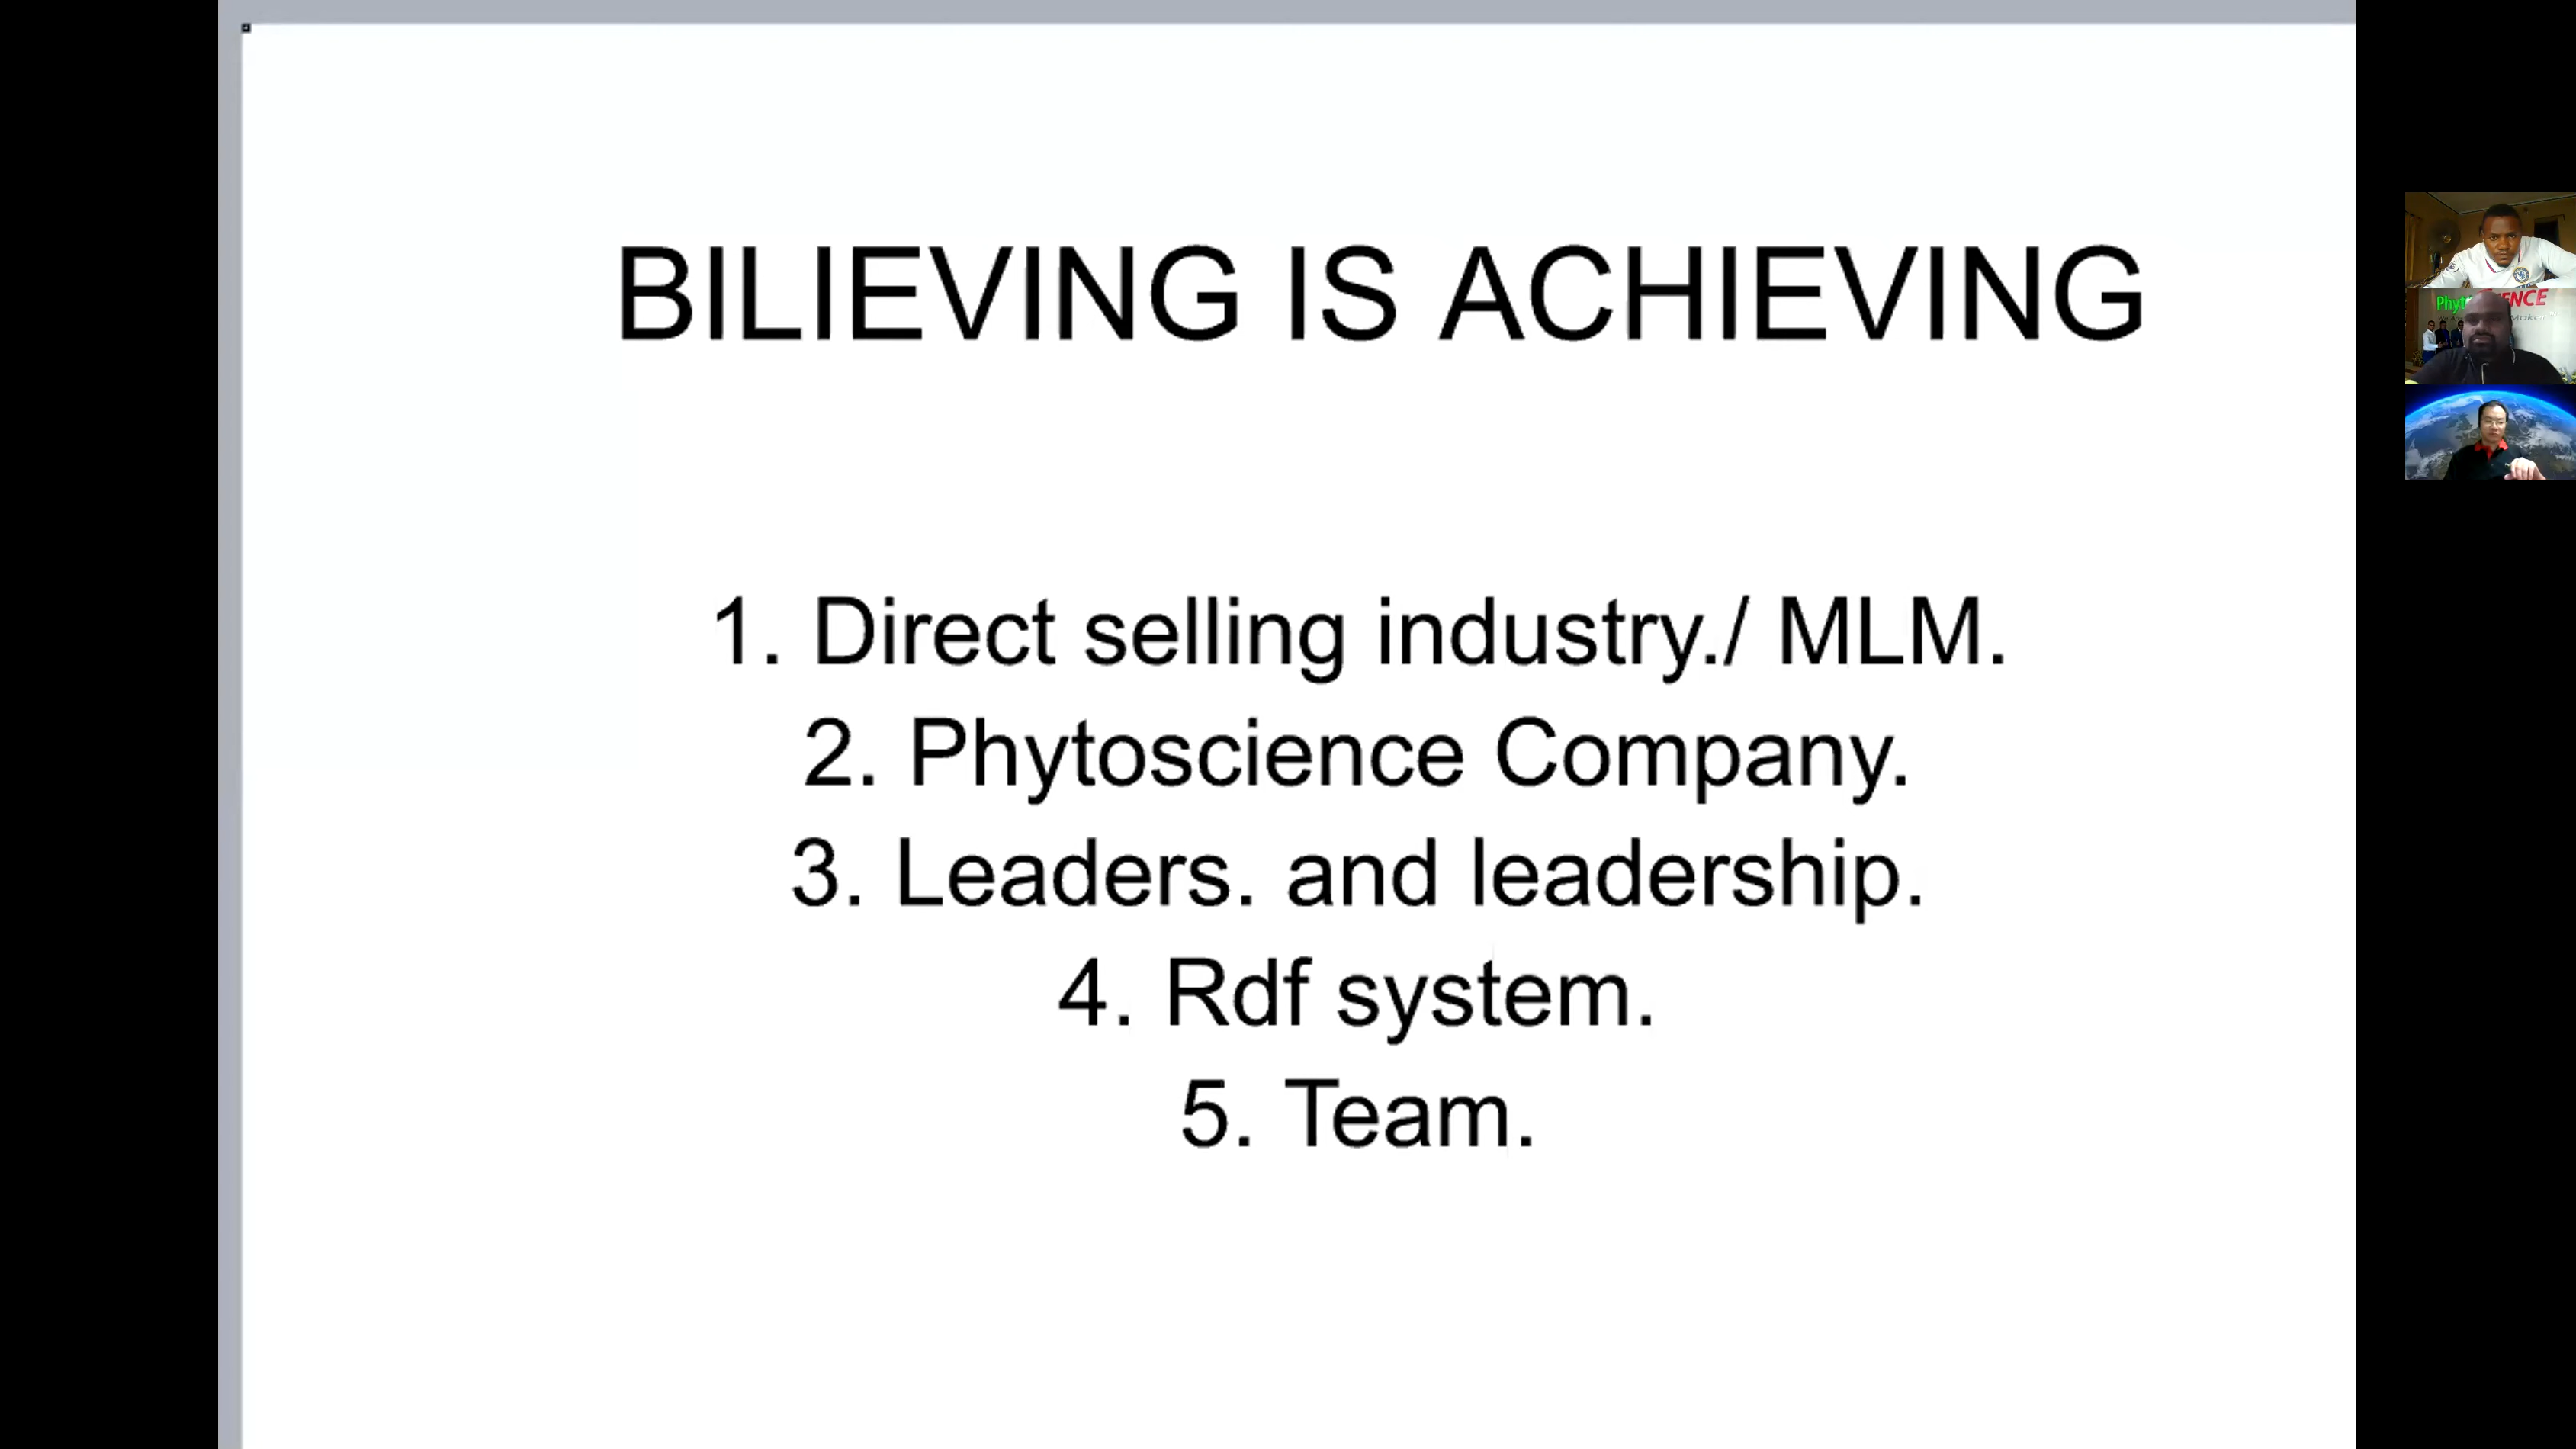 BILIEVING IS ACHIEVING
1. Direct selling industry./ MLM.
2. Phytoscience Company.
3. Leaders. and leadership.
4. Rdf system.
5. Team.